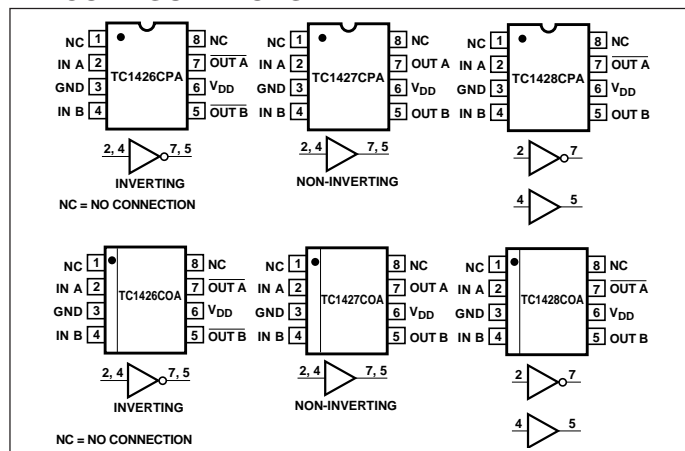 NC 1 8 NC
IN A 2 7 OUT A
GND 3 6 VDD
IN B 4 5 OUT B
TC1426CPA
2, 4 7, 5
INVERTING
NC = NO CONNECTION
NC 1 8 NC
IN A 2 7 OUT A
GND 3 6 VDD
IN B 4 5 OUT B
TC1427CPA
2, 4 7, 5
NON-INVERTING
NC 1 8 NC
IN A 2 7 OUT A
GND 3 6 VDD
IN B 4 5 OUT B
TC1428CPA
2 7
4 5
NC 1 8 NC
IN A 2 7 OUT A
GND 3 6 VDD
IN B 4 5 OUT B
TC1426COA
2, 4 7, 5
INVERTING
NC = NO CONNECTION
NC 1 8 NC
IN A 2 7 OUT A
GND 3 6 VDD
IN B 4 5 OUT B
TC1427COA
2, 4 7, 5
NON-INVERTING
NC 1 8 NC
IN A 2 7 OUT A
GND 3 6 VDD
IN B 4 5 OUT B
TC1428COA
2 7
4 5